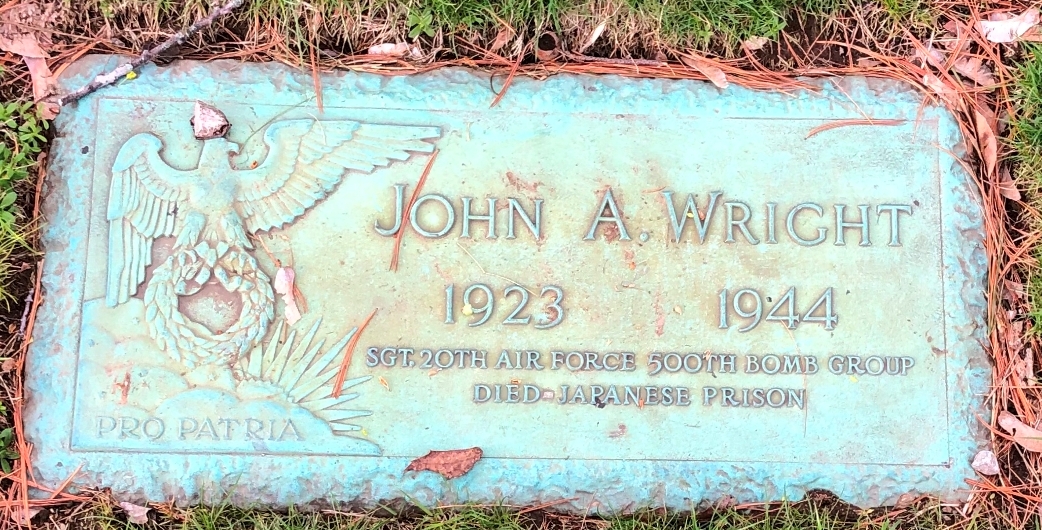 JOHN A. WRIGHT
1923 1944
SGT. 20TH AIR FORCE 500TH BOMB GROUP
DIED-JAPANESE PRISON
PRO PATRIA